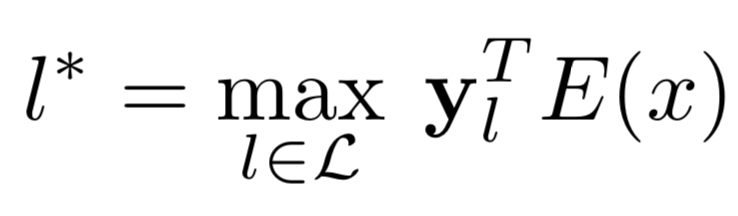 l* = max_{l∈ℒ} 𝐲_l^T E(x)